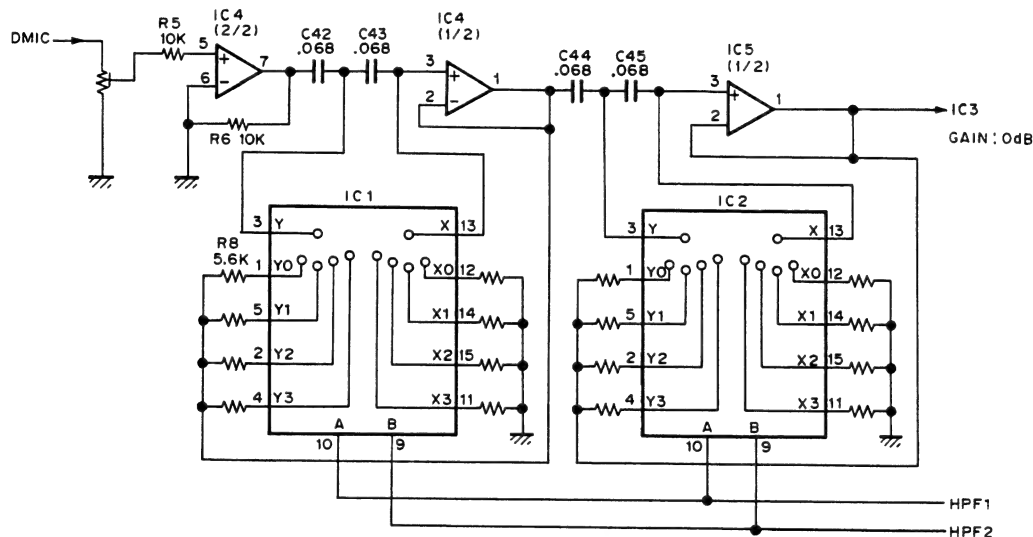 DMIC
R5
10K
IC4
(2/2)
5
+
6
−
7
R6 10K
C42
.068
C43
.068
IC4
(1/2)
3
+
2
−
1
C44
.068
C45
.068
IC5
(1/2)
3
+
2
−
1
IC3
GAIN : 0dB
IC1
3 Y
X 13
R8
5.6K
1 Y0
X0 12
5 Y1
X1 14
2 Y2
X2 15
4 Y3
X3 11
A B
10 9
IC2
3 Y
X 13
1 Y0
X0 12
5 Y1
X1 14
2 Y2
X2 15
4 Y3
X3 11
A B
10 9
HPF1
HPF2